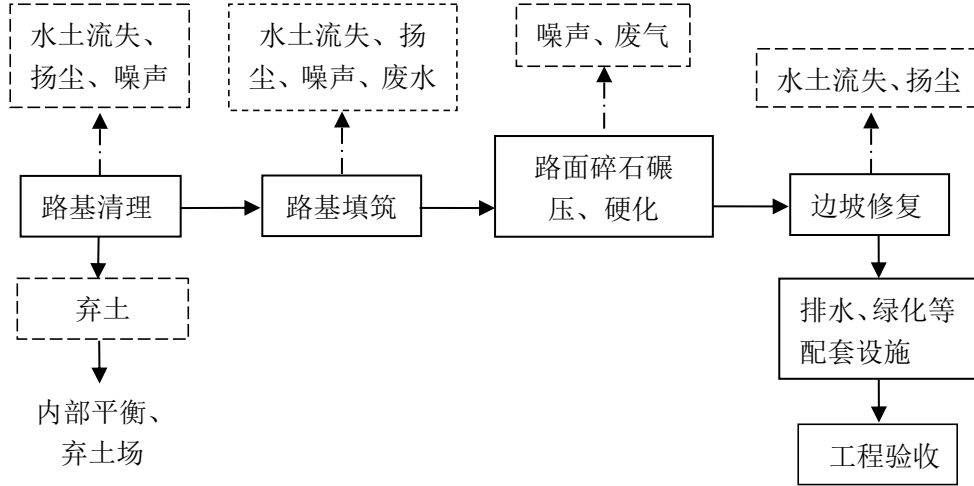 水土流失、
扬尘、噪声
水土流失、扬
尘、噪声、废水
噪声、废气
水土流失、扬尘
路基清理
路基填筑
路面碎石碾
压、硬化
边坡修复
弃土
排水、绿化等
配套设施
内部平衡、
弃土场
工程验收